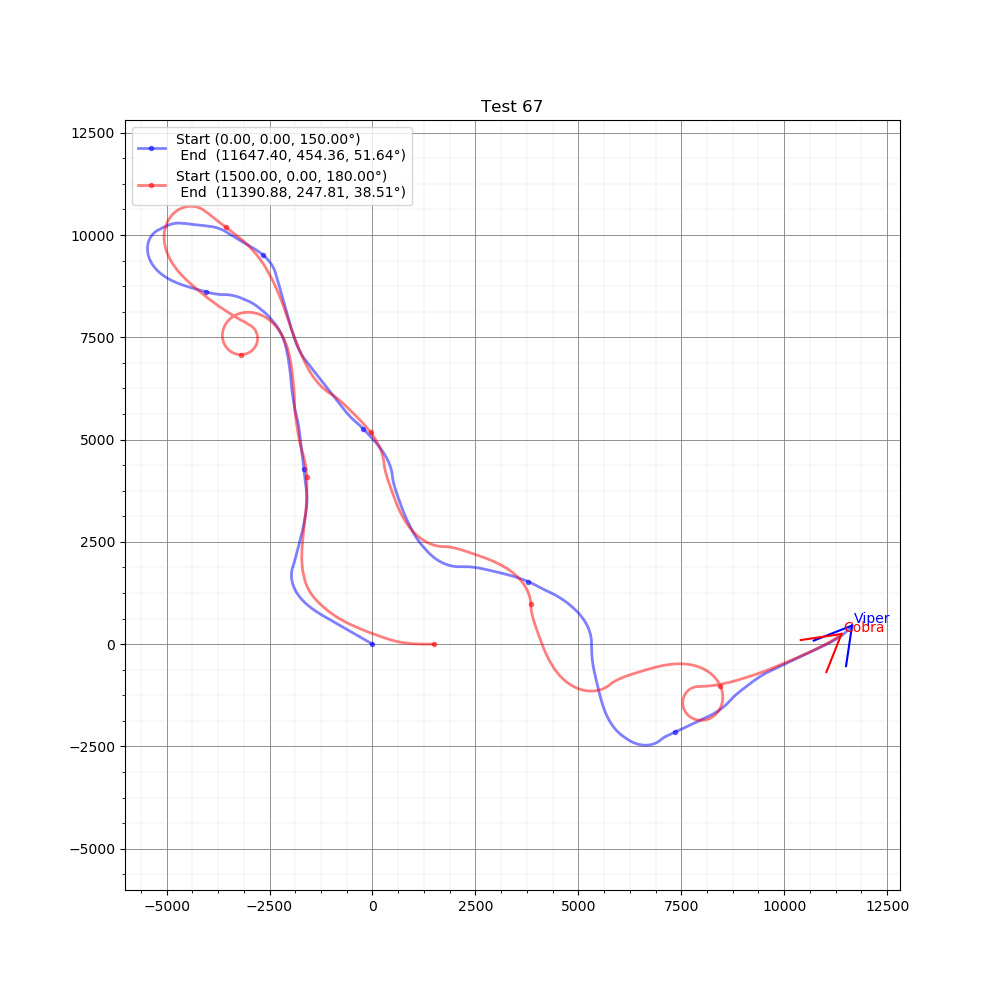 Test 67
Start (0.00, 0.00, 150.00°)
End  (11647.40, 454.36, 51.64°)
Start (1500.00, 0.00, 180.00°)
End  (11390.88, 247.81, 38.51°)
12500
10000
7500
5000
2500
0
−2500
−5000
Viper
Cobra
−5000 −2500 0 2500 5000 7500 10000 12500